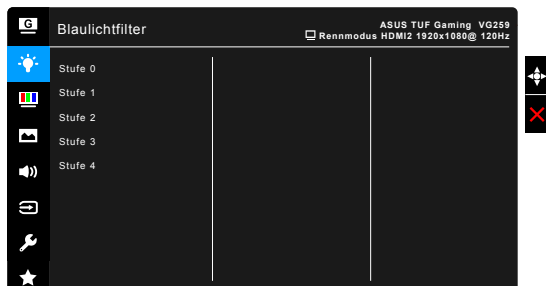 G
Blaulichtfilter
ASUS TUF Gaming VG259
Rennmodus HDMI2 1920x1080@ 120Hz
Stufe 0
Stufe 1
Stufe 2
Stufe 3
Stufe 4